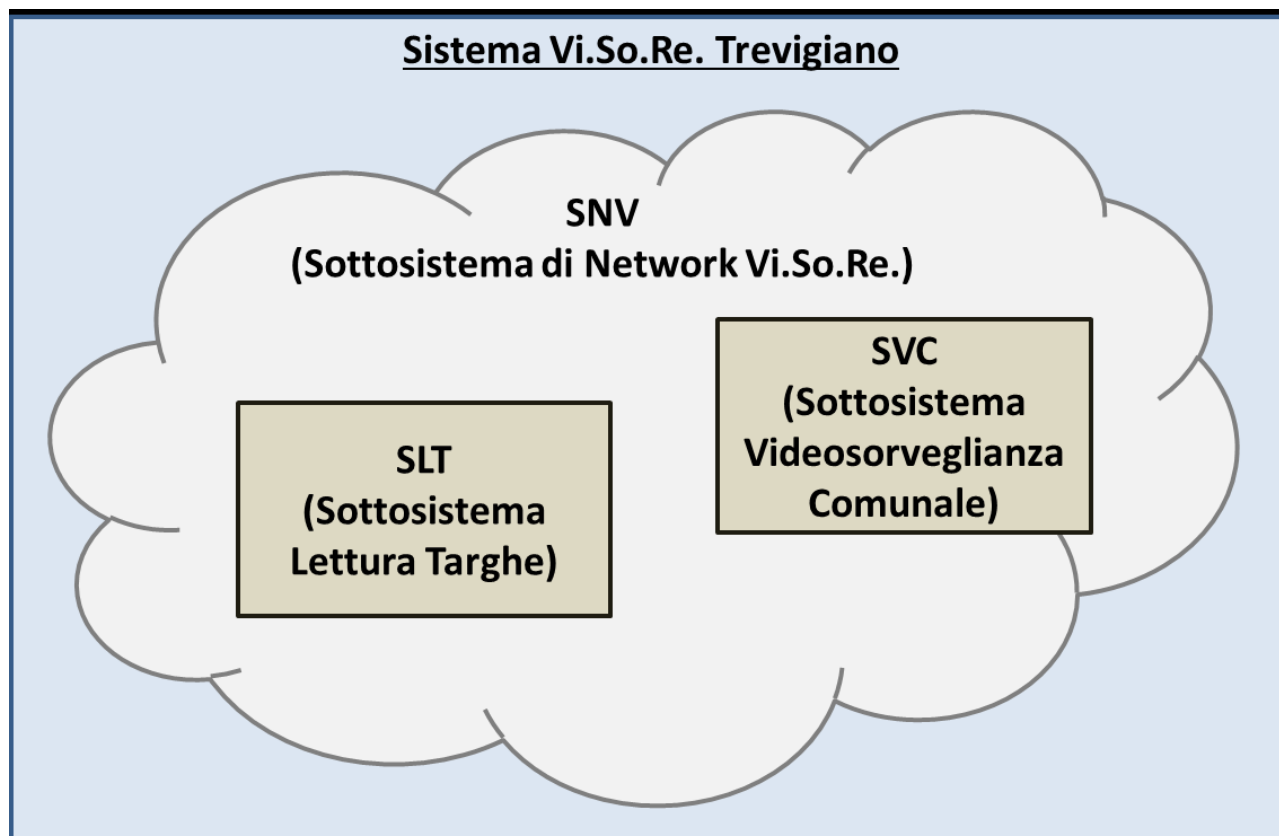 Sistema Vi.So.Re. Trevigiano
SNV
(Sottosistema di Network Vi.So.Re.)
SVC
(Sottosistema
Videosorveglianza
Comunale)
SLT
(Sottosistema
Lettura Targhe)